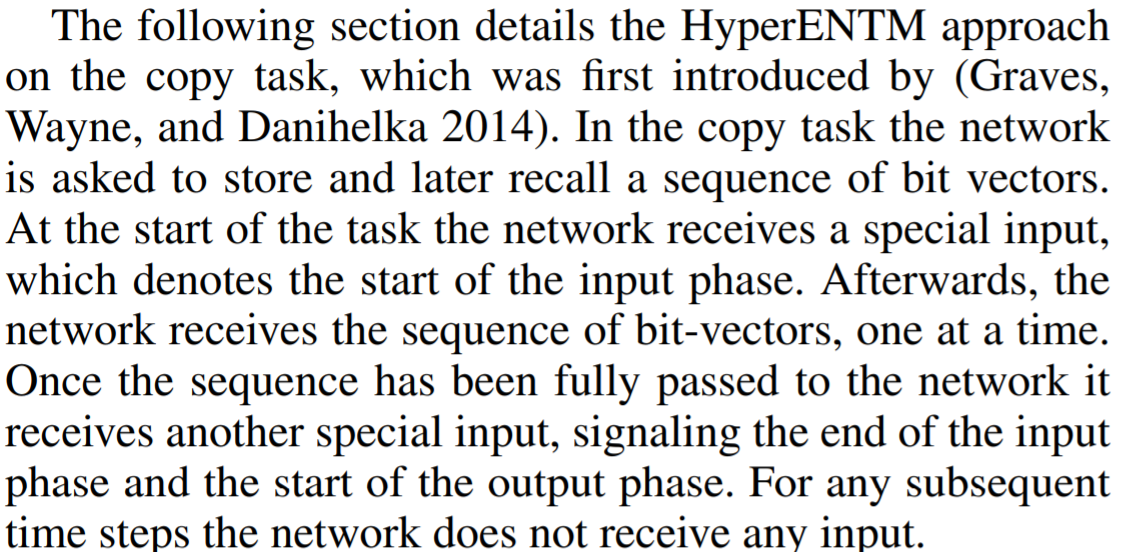 The following section details the HyperENTM approach
on the copy task, which was first introduced by (Graves,
Wayne, and Danihelka 2014). In the copy task the network
is asked to store and later recall a sequence of bit vectors.
At the start of the task the network receives a special input,
which denotes the start of the input phase. Afterwards, the
network receives the sequence of bit-vectors, one at a time.
Once the sequence has been fully passed to the network it
receives another special input, signaling the end of the input
phase and the start of the output phase. For any subsequent
time steps the network does not receive any input.